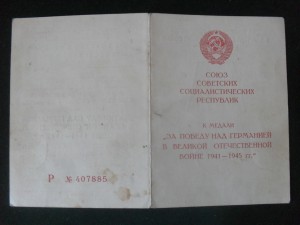 СОЮЗ
СОВЕТСКИХ
СОЦИАЛИСТИЧЕСКИХ
РЕСПУБЛИК
К МЕДАЛИ
„ЗА ПОБЕДУ НАД ГЕРМАНИЕЙ
В ВЕЛИКОЙ ОТЕЧЕСТВЕННОЙ
ВОЙНЕ 1941–1945 гг."
Р № 407885